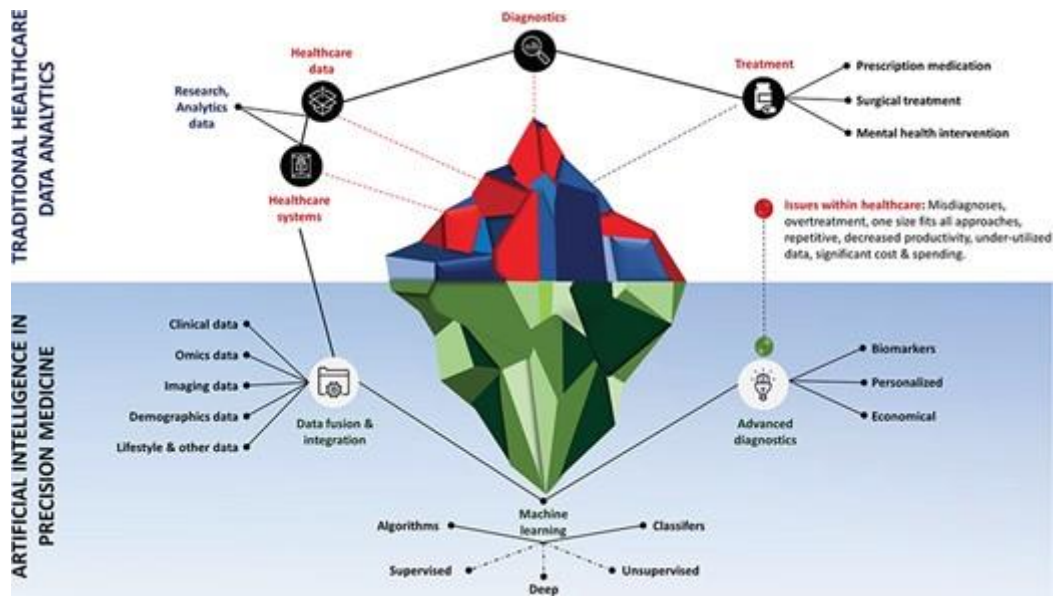 TRADITIONAL HEALTHCARE
DATA ANALYTICS
Diagnostics
Healthcare
data
Research,
Analytics
data
Healthcare
systems
Treatment
Prescription medication
Surgical treatment
Mental health intervention
Issues within healthcare: Misdiagnoses,
overtreatment, one size fits all approaches,
repetitive, decreased productivity, under-utilized
data, significant cost & spending.
ARTIFICIAL INTELLIGENCE IN
PRECISION MEDICINE
Clinical data
Omics data
Imaging data
Demographics data
Lifestyle & other data
Data fusion &
integration
Machine
learning
Algorithms
Classifers
Supervised
Deep
Unsupervised
Advanced
diagnostics
Biomarkers
Personalized
Economical